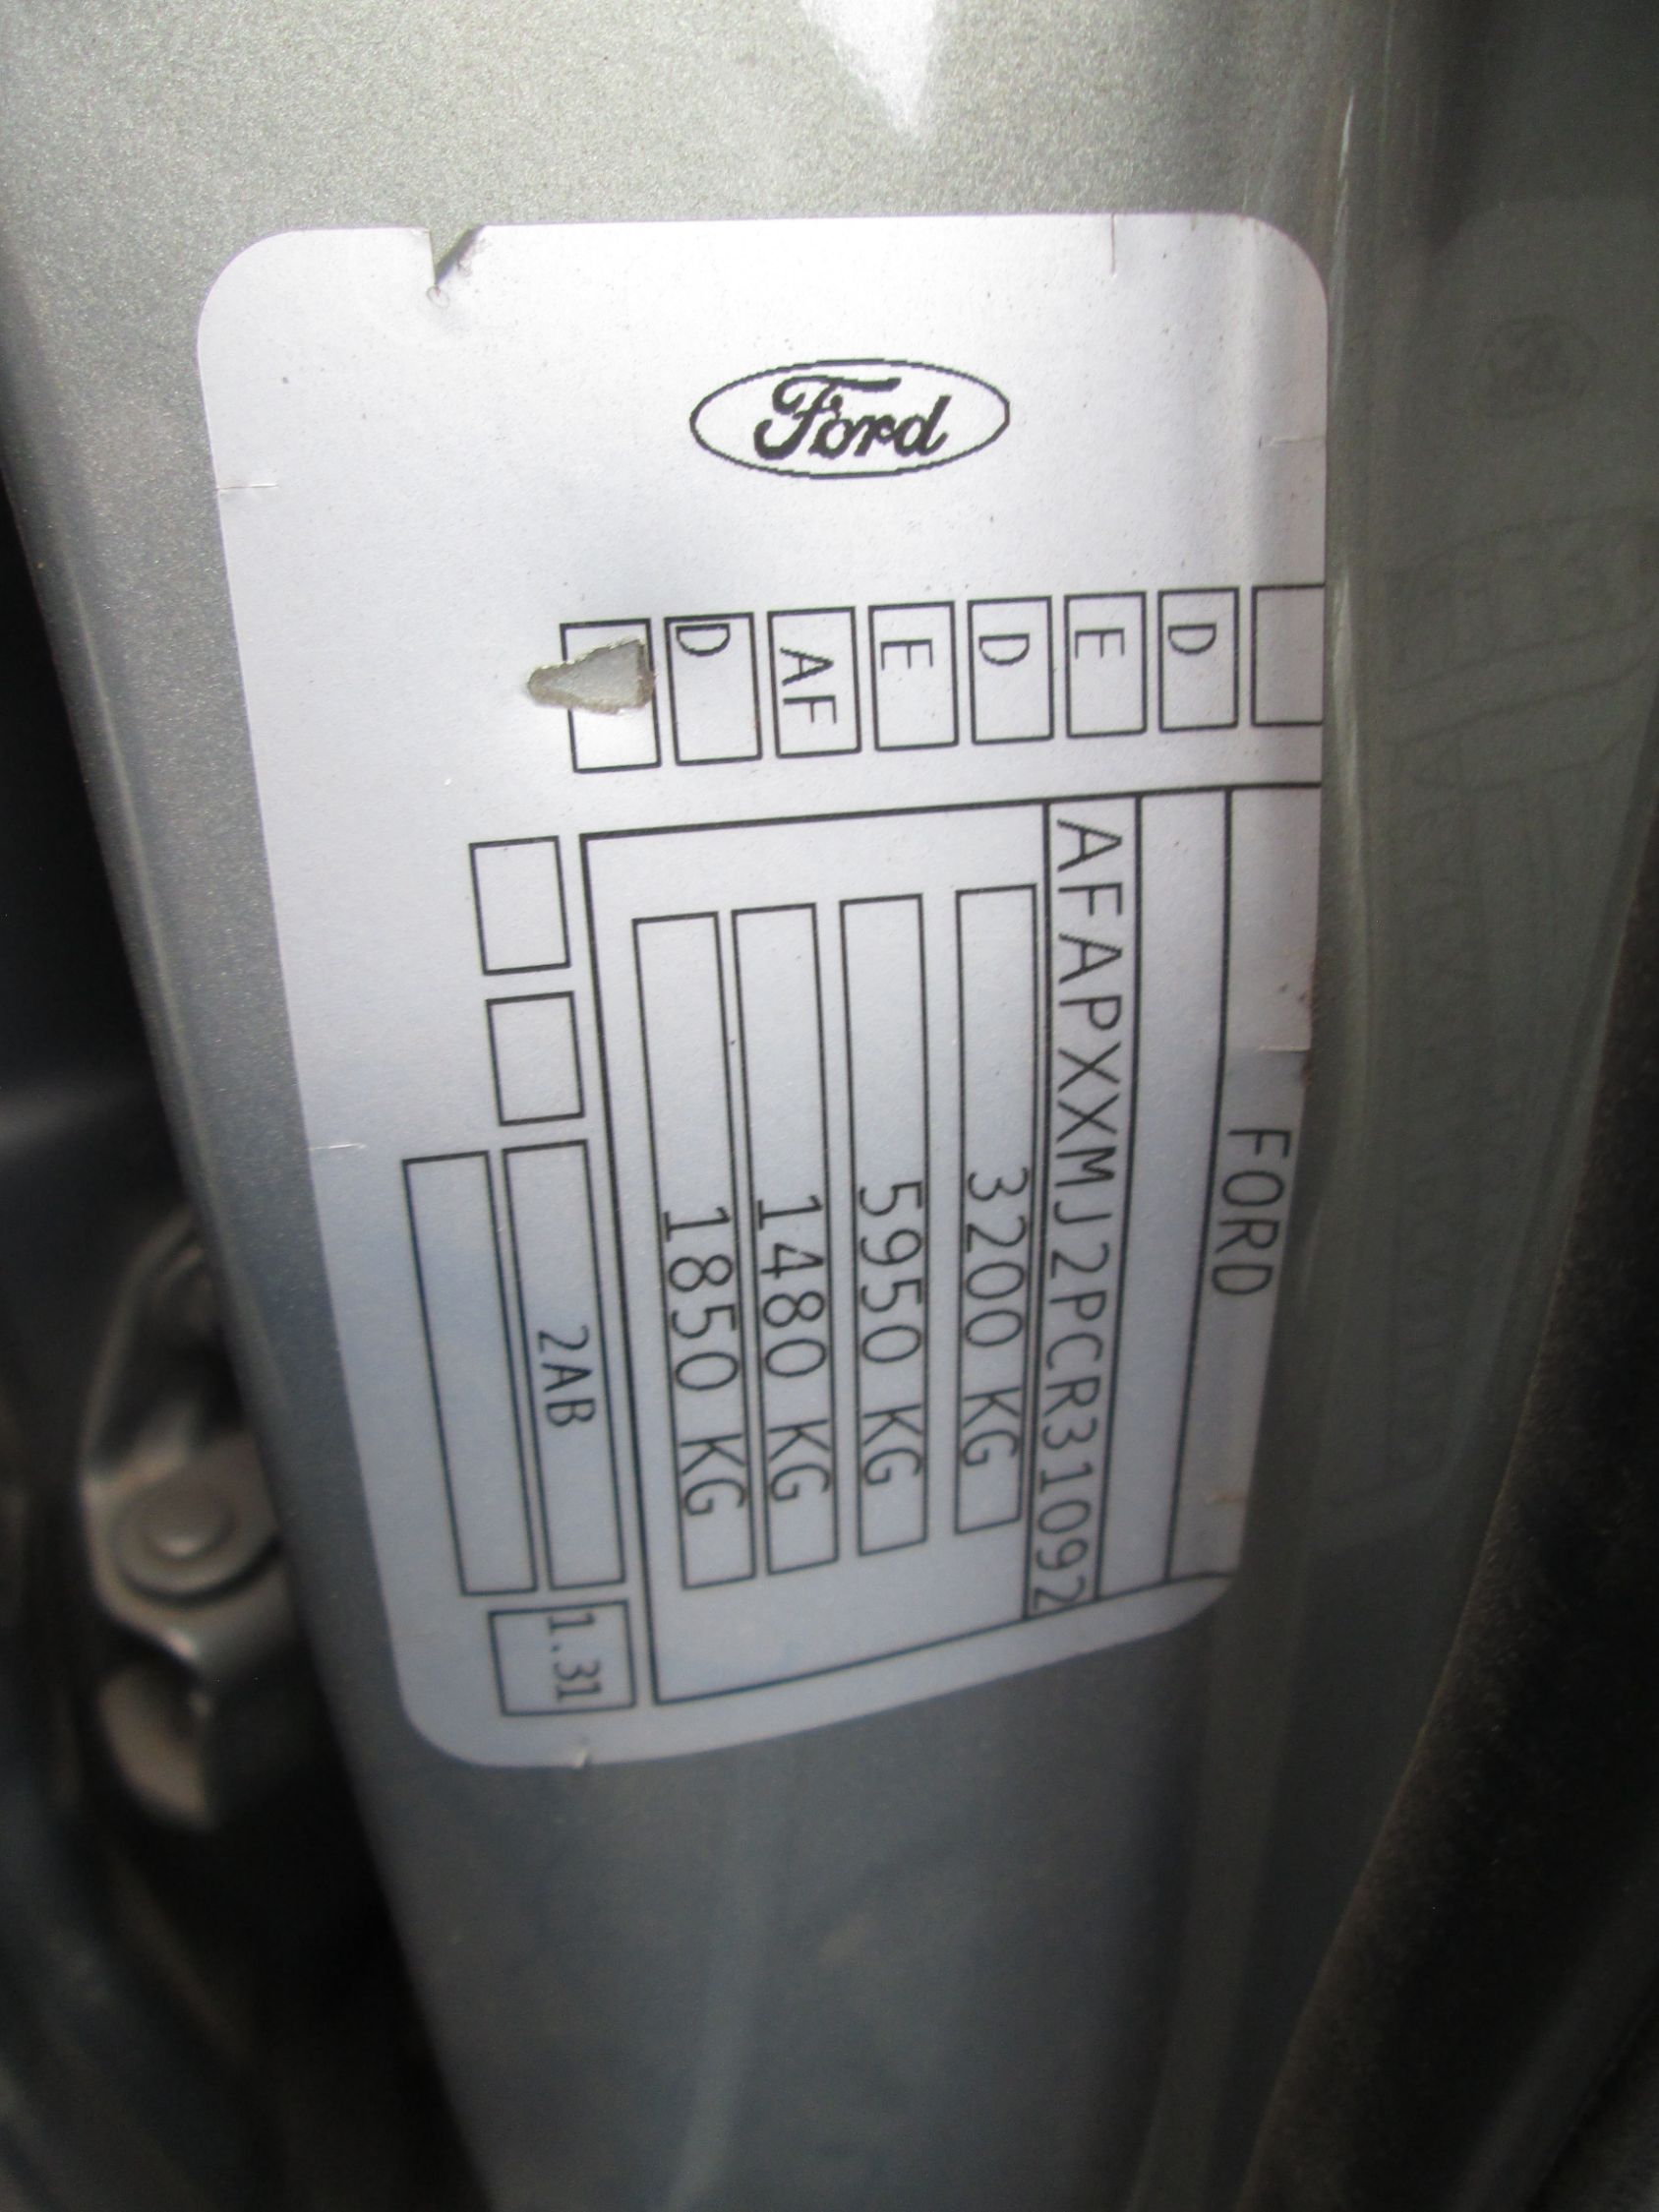 Ford
FORD
AFAPXXMJ2PCR31092
3200 KG
5950 KG
1480 KG
1850 KG
D
E
D
E
AF
D
2AB
1.31